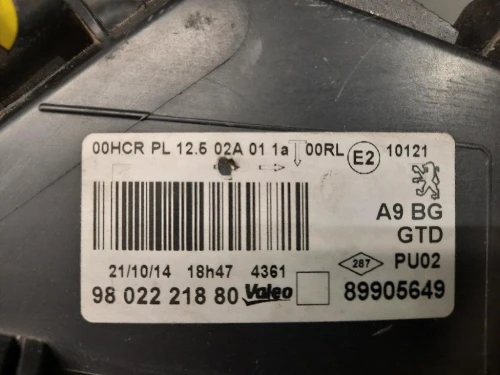 00HCR PL 12.5 02A 01 1a 00RL E2 10121
A9 BG
GTD
21/10/14 18h47 4361 287 PU02
98 022 218 80 Valeo 89905649